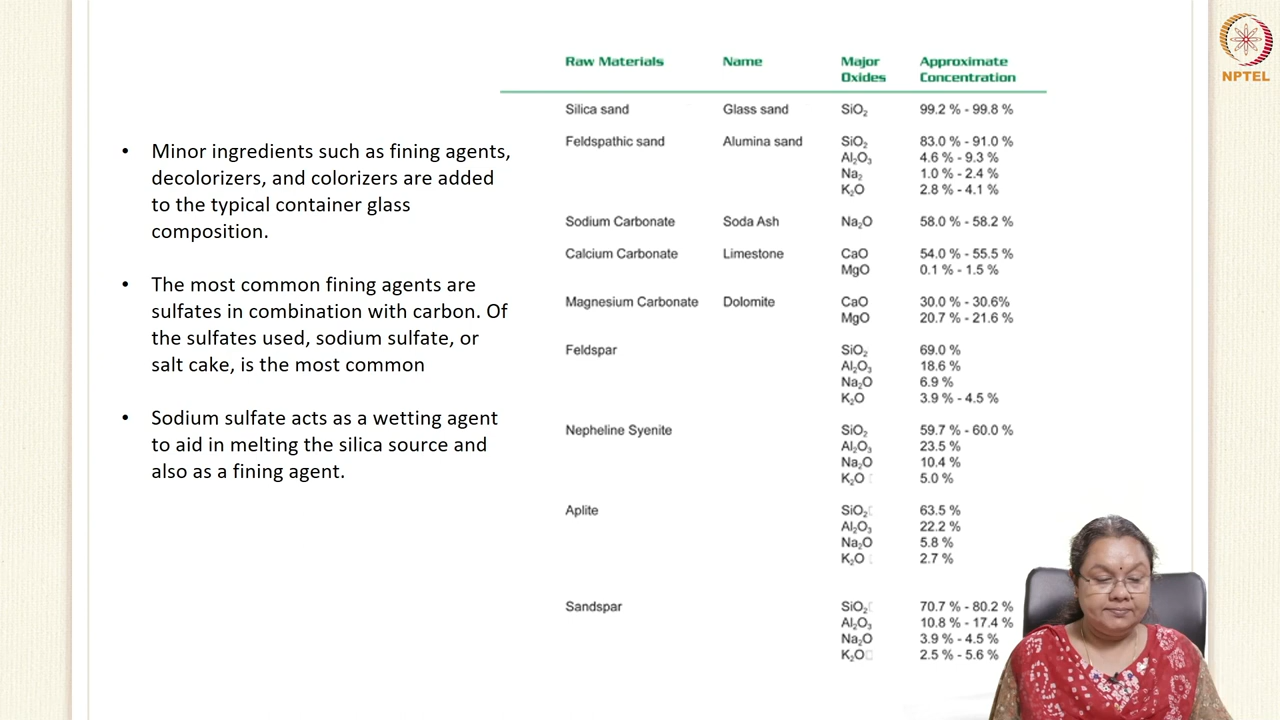 NPTEL
• Minor ingredients such as fining agents,
decolorizers, and colorizers are added
to the typical container glass
composition.
• The most common fining agents are
sulfates in combination with carbon. Of
the sulfates used, sodium sulfate, or
salt cake, is the most common
• Sodium sulfate acts as a wetting agent
to aid in melting the silica source and
also as a fining agent.
Raw Materials Name Major Oxides Approximate Concentration
Silica sand Glass sand SiO₂ 99.2 % - 99.8 %
Feldspathic sand Alumina sand SiO₂ 83.0 % - 91.0 %
Al₂O₃ 4.6 % - 9.3 %
Na₂ 1.0 % - 2.4 %
K₂O 2.8 % - 4.1 %
Sodium Carbonate Soda Ash Na₂O 58.0 % - 58.2 %
Calcium Carbonate Limestone CaO 54.0 % - 55.5 %
MgO 0.1 % - 1.5 %
Magnesium Carbonate Dolomite CaO 30.0 % - 30.6%
MgO 20.7 % - 21.6 %
Feldspar SiO₂ 69.0 %
Al₂O₃ 18.6 %
Na₂O 6.9 %
K₂O 3.9 % - 4.5 %
Nepheline Syenite SiO₂ 59.7 % - 60.0 %
Al₂O₃ 23.5 %
Na₂O 10.4 %
K₂O 5.0 %
Aplite SiO₂ 63.5 %
Al₂O₃ 22.2 %
Na₂O 5.8 %
K₂O 2.7 %
Sandspar SiO₂ 70.7 % - 80.2 %
Al₂O₃ 10.8 % - 17.4 %
Na₂O 3.9 % - 4.5 %
K₂O 2.5 % - 5.6 %